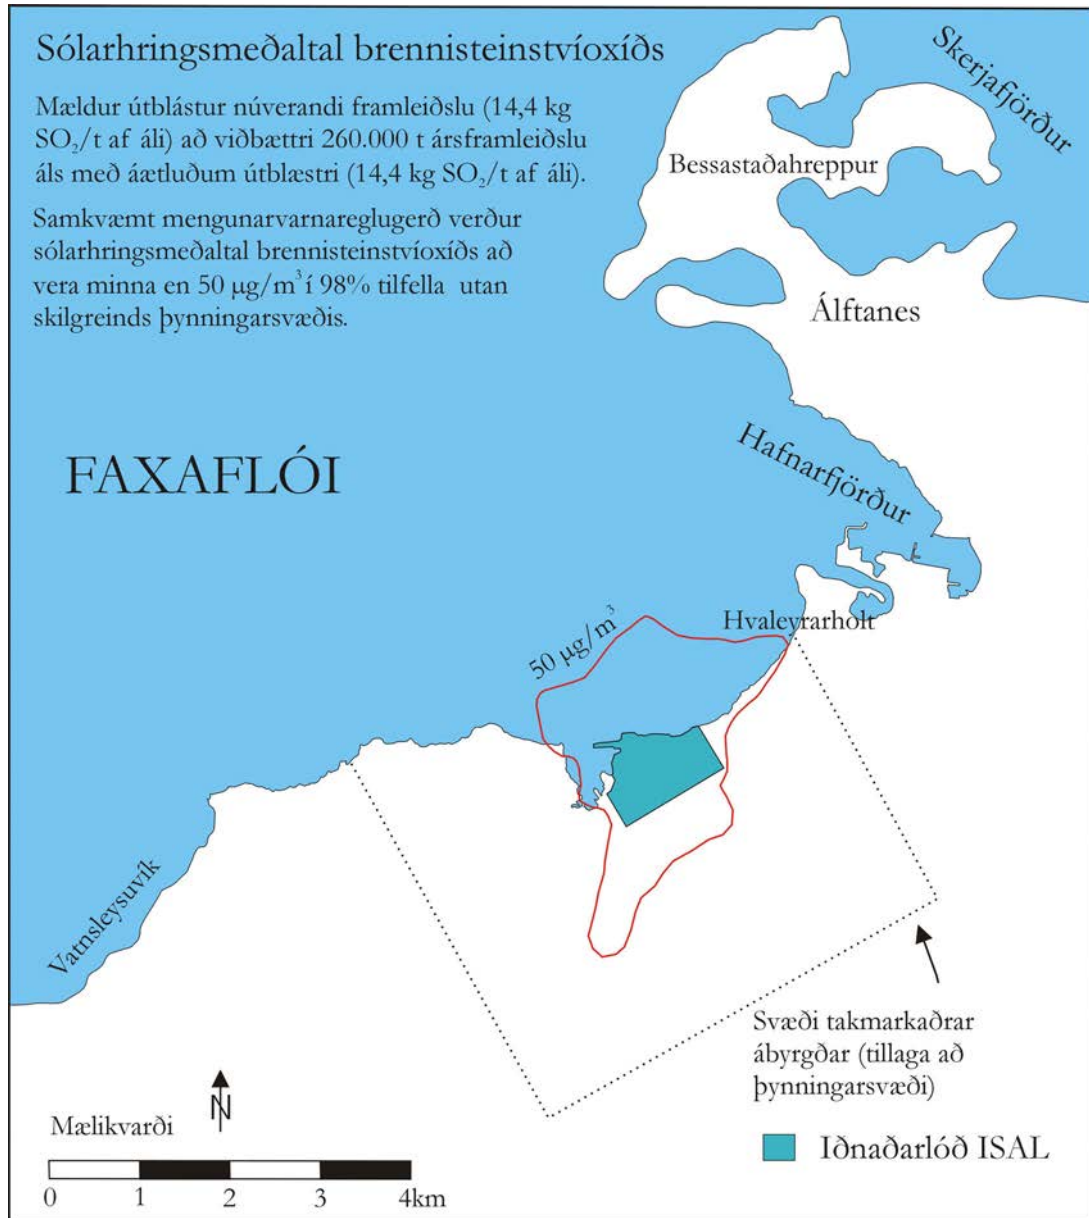 Sólarhringsmeðaltal brennisteinstvíoxíðs
Mældur útblástur núverandi framleiðslu (14,4 kg
SO₂/t af áli) að viðbættri 260.000 t ársframleiðslu
áls með áætluðum útblæstri (14,4 kg SO₂/t af áli).
Samkvæmt mengunarvarnareglugerð verður
sólarhringsmeðaltal brennisteinstvíoxíðs að
vera minna en 50 µg/m³ í 98% tilfella utan
skilgreinds þynningarsvæðis.
Skerjafjörður
Bessastaðahreppur
Álftanes
Hafnarfjörður
FAXAFLÓI
Hvaleyrarholt
50 µg/m³
Vatnsleysuvík
Svæði takmarkaðrar
ábyrgðar (tillaga að
þynningarsvæði)
N
Mælikvarði
0 1 2 3 4km
Iðnaðarlóð ISAL